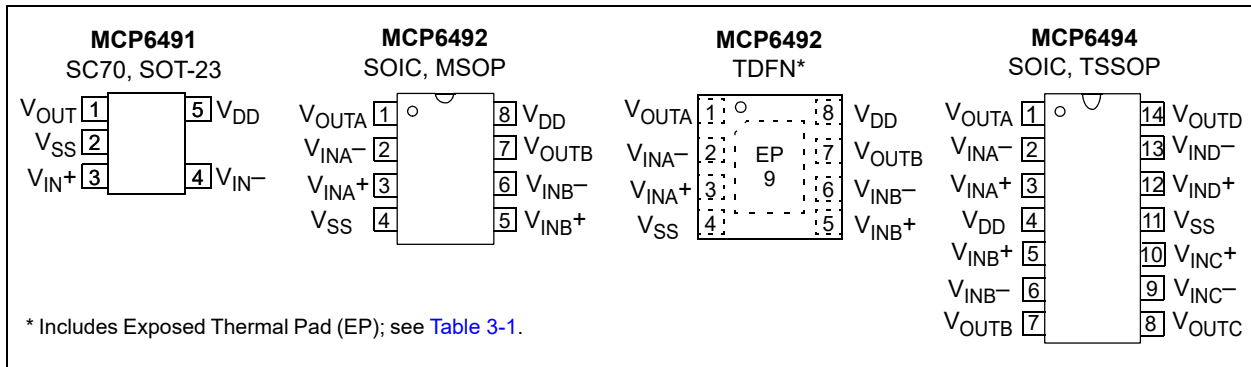 MCP6491
SC70, SOT-23
VOUT 1
5 VDD
VSS 2
VIN+ 3
4 VIN–
MCP6492
SOIC, MSOP
VOUTA 1
8 VDD
VINA– 2
7 VOUTB
VINA+ 3
6 VINB–
VSS 4
5 VINB+
MCP6492
TDFN*
VOUTA 1
8 VDD
VINA– 2
EP
9
7 VOUTB
VINA+ 3
6 VINB–
VSS 4
5 VINB+
MCP6494
SOIC, TSSOP
VOUTA 1
14 VOUTD
VINA– 2
13 VIND–
VINA+ 3
12 VIND+
VDD 4
11 VSS
VINB+ 5
10 VINC+
VINB– 6
9 VINC–
VOUTB 7
8 VOUTC
* Includes Exposed Thermal Pad (EP); see Table 3-1.